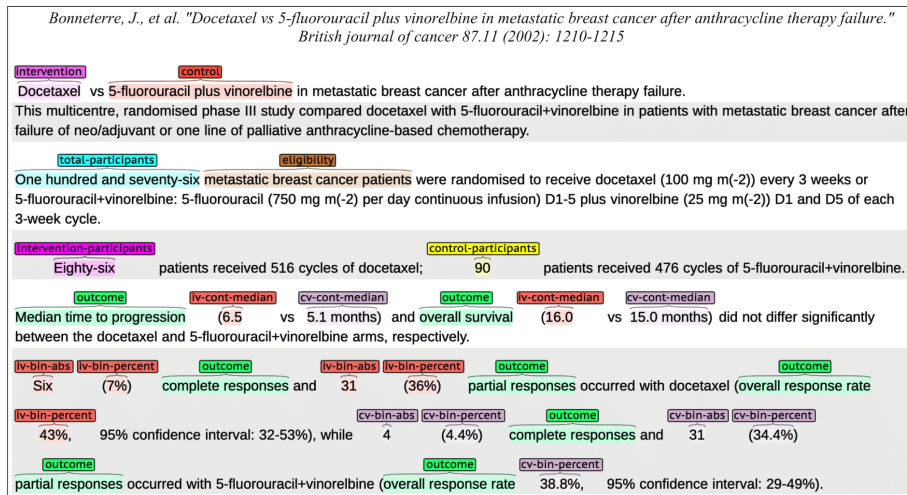 Bonneterre, J., et al. "Docetaxel vs 5-fluorouracil plus vinorelbine in metastatic breast cancer after anthracycline therapy failure."
British journal of cancer 87.11 (2002): 1210-1215
intervention control
Docetaxel vs 5-fluorouracil plus vinorelbine in metastatic breast cancer after anthracycline therapy failure.
This multicentre, randomised phase III study compared docetaxel with 5-fluorouracil+vinorelbine in patients with metastatic breast cancer after
failure of neo/adjuvant or one line of palliative anthracycline-based chemotherapy.
total-participants eligibility
One hundred and seventy-six metastatic breast cancer patients were randomised to receive docetaxel (100 mg m(-2)) every 3 weeks or
5-fluorouracil+vinorelbine: 5-fluorouracil (750 mg m(-2) per day continuous infusion) D1-5 plus vinorelbine (25 mg m(-2)) D1 and D5 of each
3-week cycle.
intervention-participants control-participants
Eighty-six patients received 516 cycles of docetaxel; 90 patients received 476 cycles of 5-fluorouracil+vinorelbine.
outcome iv-cont-median cv-cont-median outcome iv-cont-median cv-cont-median
Median time to progression (6.5 vs 5.1 months) and overall survival (16.0 vs 15.0 months) did not differ significantly
between the docetaxel and 5-fluorouracil+vinorelbine arms, respectively.
iv-bin-abs iv-bin-percent outcome iv-bin-abs iv-bin-percent outcome outcome
Six (7%) complete responses and 31 (36%) partial responses occurred with docetaxel (overall response rate
iv-bin-percent cv-bin-abs cv-bin-percent outcome cv-bin-abs cv-bin-percent
43%, 95% confidence interval: 32-53%), while 4 (4.4%) complete responses and 31 (34.4%)
outcome outcome cv-bin-percent
partial responses occurred with 5-fluorouracil+vinorelbine (overall response rate 38.8%, 95% confidence interval: 29-49%).